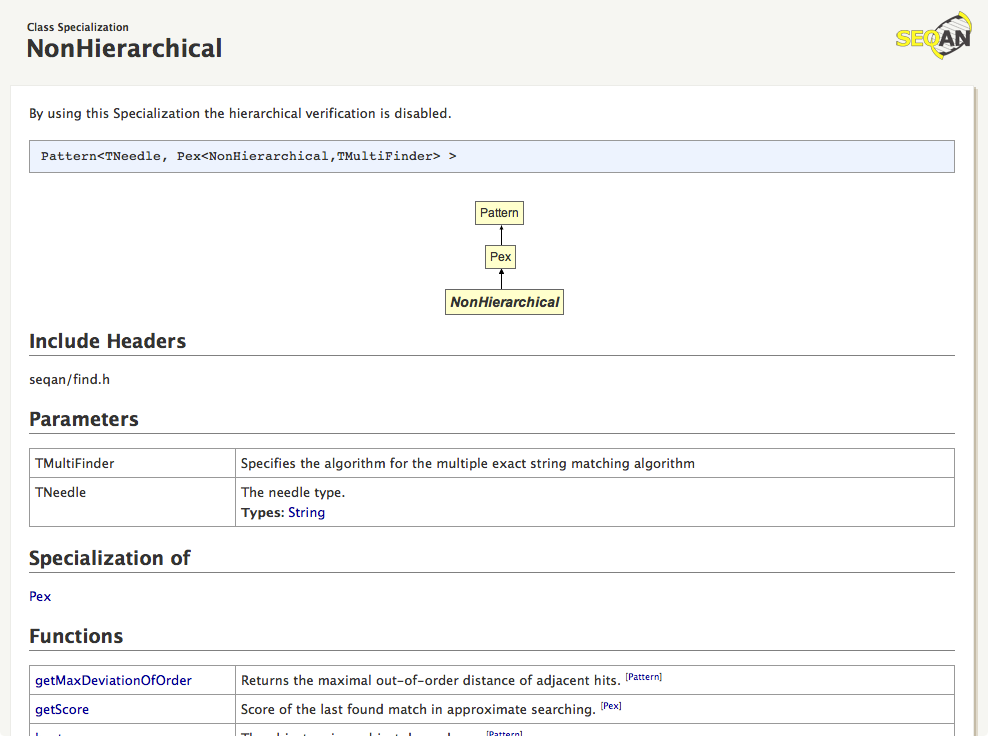 Class Specialization
NonHierarchical
SEQAN
By using this Specialization the hierarchical verification is disabled.
Pattern<TNeedle, Pex<NonHierarchical,TMultiFinder> >
Pattern
Pex
NonHierarchical
Include Headers
seqan/find.h
Parameters
TMultiFinder Specifies the algorithm for the multiple exact string matching algorithm
TNeedle The needle type.
Types: String
Specialization of
Pex
Functions
getMaxDeviationOfOrder Returns the maximal out-of-order distance of adjacent hits. [Pattern]
getScore Score of the last found match in approximate searching. [Pex]
[Pattern]